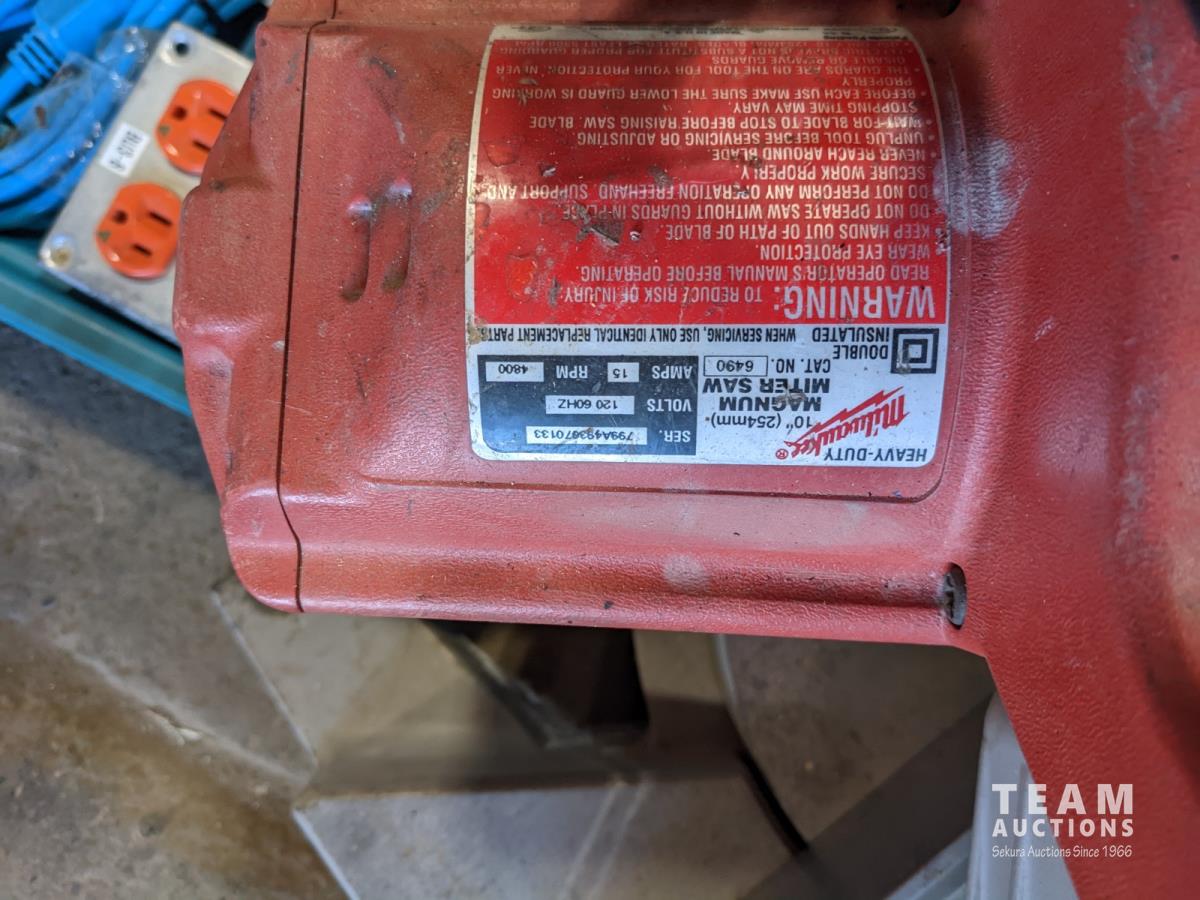 HEAVY-DUTY
Milwaukee®
10" (254mm).
MAGNUM
MITER SAW
CAT. NO. 6490
SER. 799A493670133
VOLTS 120 60HZ
AMPS 15 RPM 4800
DOUBLE
INSULATED
WHEN SERVICING, USE ONLY IDENTICAL REPLACEMENT PARTS.
WARNING: TO REDUCE RISK OF INJURY:
READ OPERATOR'S MANUAL BEFORE OPERATING
• WEAR EYE PROTECTION.
KEEP HANDS OUT OF PATH OF BLADE.
DO NOT OPERATE SAW WITHOUT GUARDS IN PLACE
DO NOT PERFORM ANY OPERATION FREEHAND. SUPPORT AND
SECURE WORK PROPERLY
• NEVER REACH AROUND BLADE
UNPLUG TOOL BEFORE SERVICING OR ADJUSTING
• WAIT FOR BLADE TO STOP BEFORE RAISING SAW. BLADE
STOPPING TIME MAY VARY.
• BEFORE EACH USE MAKE SURE THE LOWER GUARD IS WORKING
PROPERLY
• THE GUARDS ARE ON THE TOOL FOR YOUR PROTECTION. NEVER
DISABLE OR REMOVE GUARDS
TEAM
AUCTIONS
Sekura Auctions Since 1966